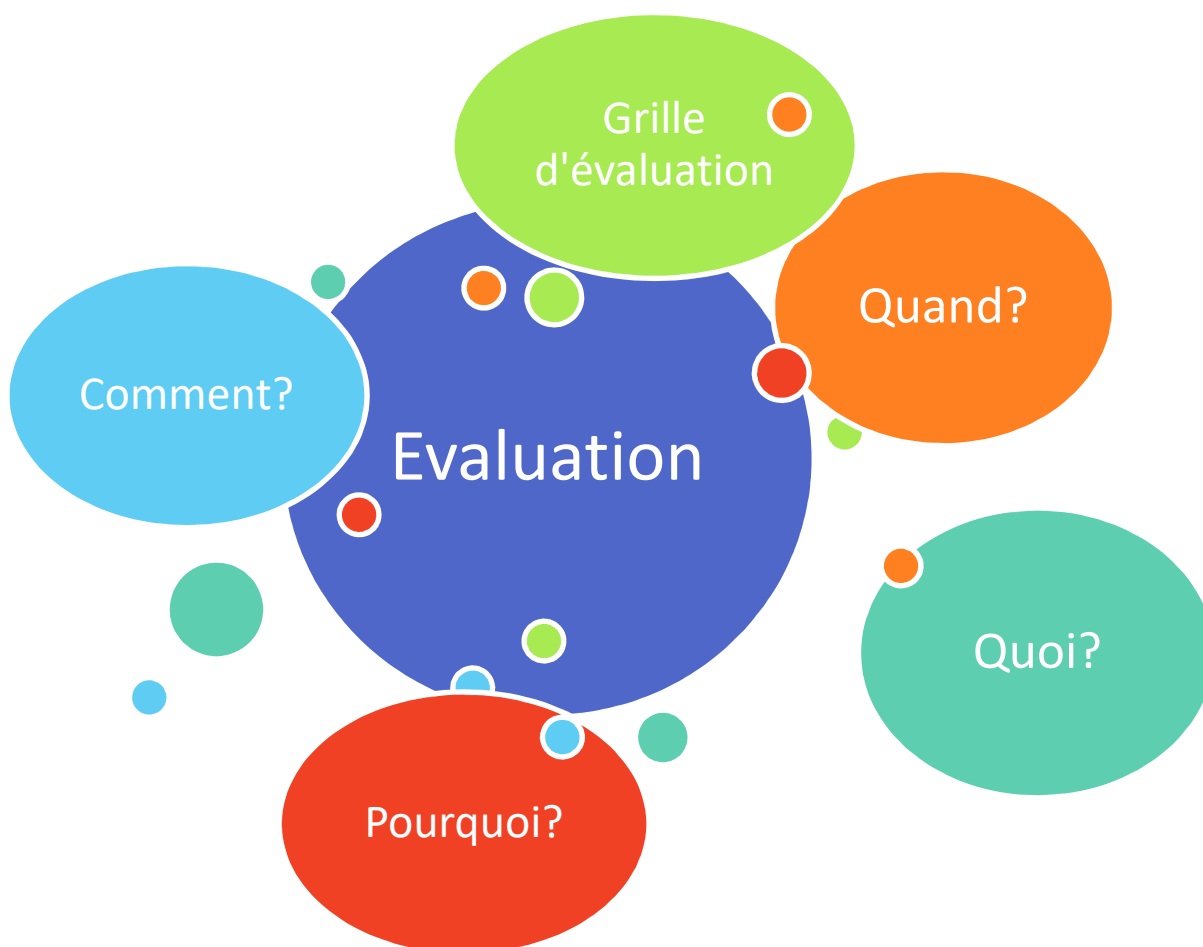 Grille
d'évaluation
Quand?
Comment?
Evaluation
Quoi?
Pourquoi?